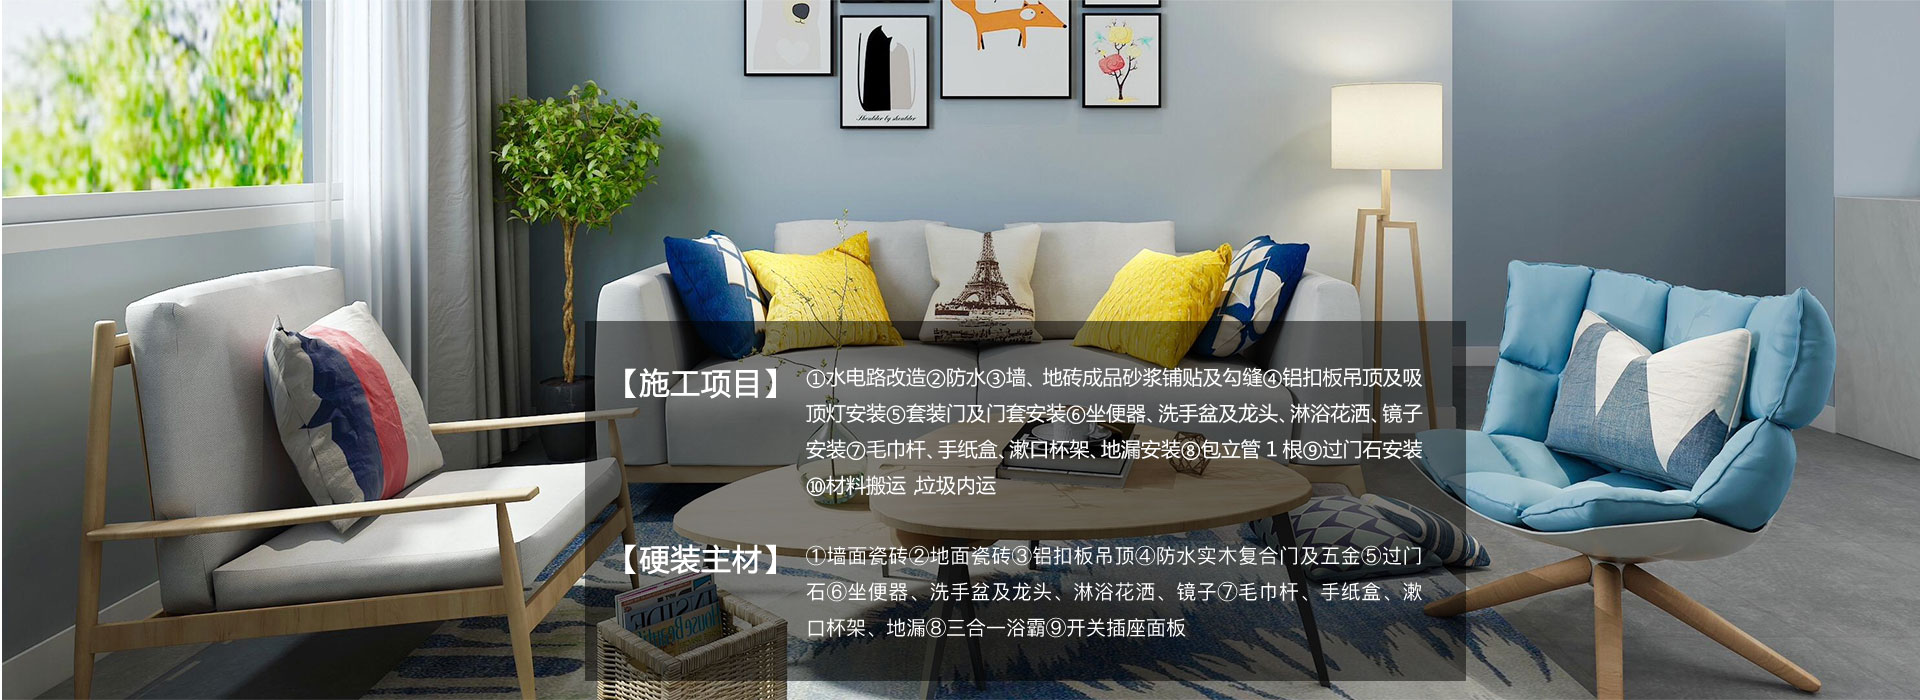 Shoulder by shoulder
【施工项目】 ①水电路改造②防水③墙、地砖成品砂浆铺贴及勾缝④铝扣板吊顶及吸
顶灯安装⑤套装门及门套安装⑥坐便器、洗手盆及龙头、淋浴花洒、镜子
安装⑦毛巾杆、手纸盒、漱口杯架、地漏安装⑧包立管 1 根⑨过门石安装
⑩材料搬运 ,垃圾内运
【硬装主材】 ①墙面瓷砖②地面瓷砖③铝扣板吊顶④防水实木复合门及五金⑤过门
石⑥坐便器、洗手盆及龙头、淋浴花洒、镜子⑦毛巾杆、手纸盒、漱
口杯架、地漏⑧三合一浴霸⑨开关插座面板
INSIDE
House Beautiful